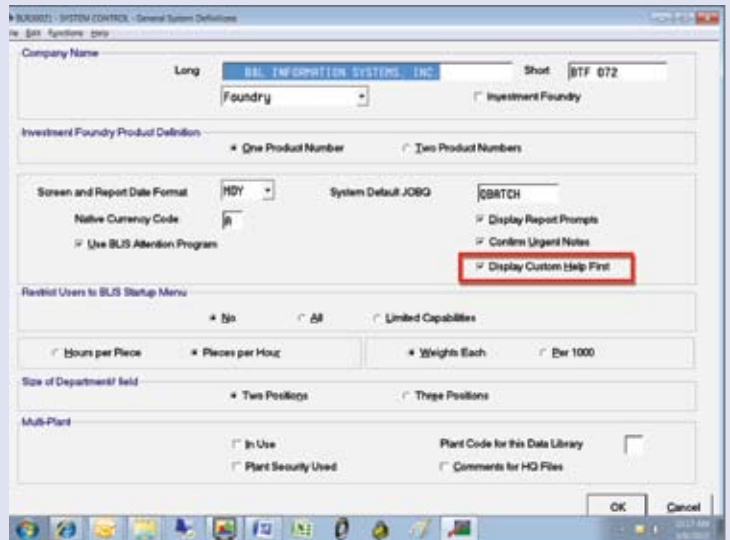 SYSTEM CONTROL - General System Definitions
Edit Functions Help
Company Name
Long B&L INFORMATION SYSTEMS, INC. Short BTF 072
Foundry Investment Foundry
Investment Foundry Product Definition
One Product Number Two Product Numbers
Screen and Report Date Format MDY System Default JOBQ QBATCH
Native Currency Code A Display Report Prompts
Use BLIS Attention Program Confirm Urgent Notes
Display Custom Help First
Restrict Users to BLIS Startup Menu
No All Limited Capabilities
Hours per Piece Pieces per Hour Weights Each Per 1000
Size of Department# field
Two Positions Three Positions
Multi-Plant
In Use Plant Code for this Data Library
Plant Security Used Comments for HQ Files
OK Cancel